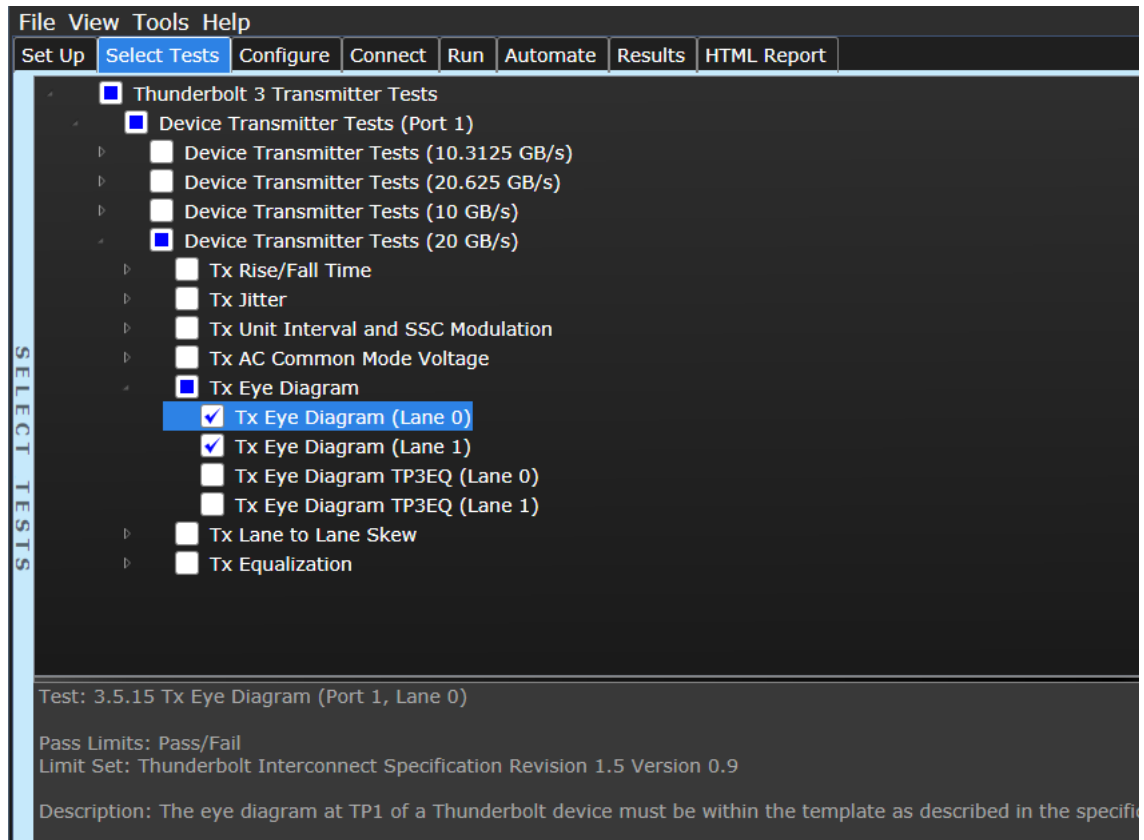 File View Tools Help
Set Up Select Tests Configure Connect Run Automate Results HTML Report
Thunderbolt 3 Transmitter Tests
Device Transmitter Tests (Port 1)
Device Transmitter Tests (10.3125 GB/s)
Device Transmitter Tests (20.625 GB/s)
Device Transmitter Tests (10 GB/s)
Device Transmitter Tests (20 GB/s)
Tx Rise/Fall Time
Tx Jitter
Tx Unit Interval and SSC Modulation
Tx AC Common Mode Voltage
Tx Eye Diagram
Tx Eye Diagram (Lane 0)
Tx Eye Diagram (Lane 1)
Tx Eye Diagram TP3EQ (Lane 0)
Tx Eye Diagram TP3EQ (Lane 1)
Tx Lane to Lane Skew
Tx Equalization
SELECT TESTS
Test: 3.5.15 Tx Eye Diagram (Port 1, Lane 0)
Pass Limits: Pass/Fail
Limit Set: Thunderbolt Interconnect Specification Revision 1.5 Version 0.9
Description: The eye diagram at TP1 of a Thunderbolt device must be within the template as described in the specifi